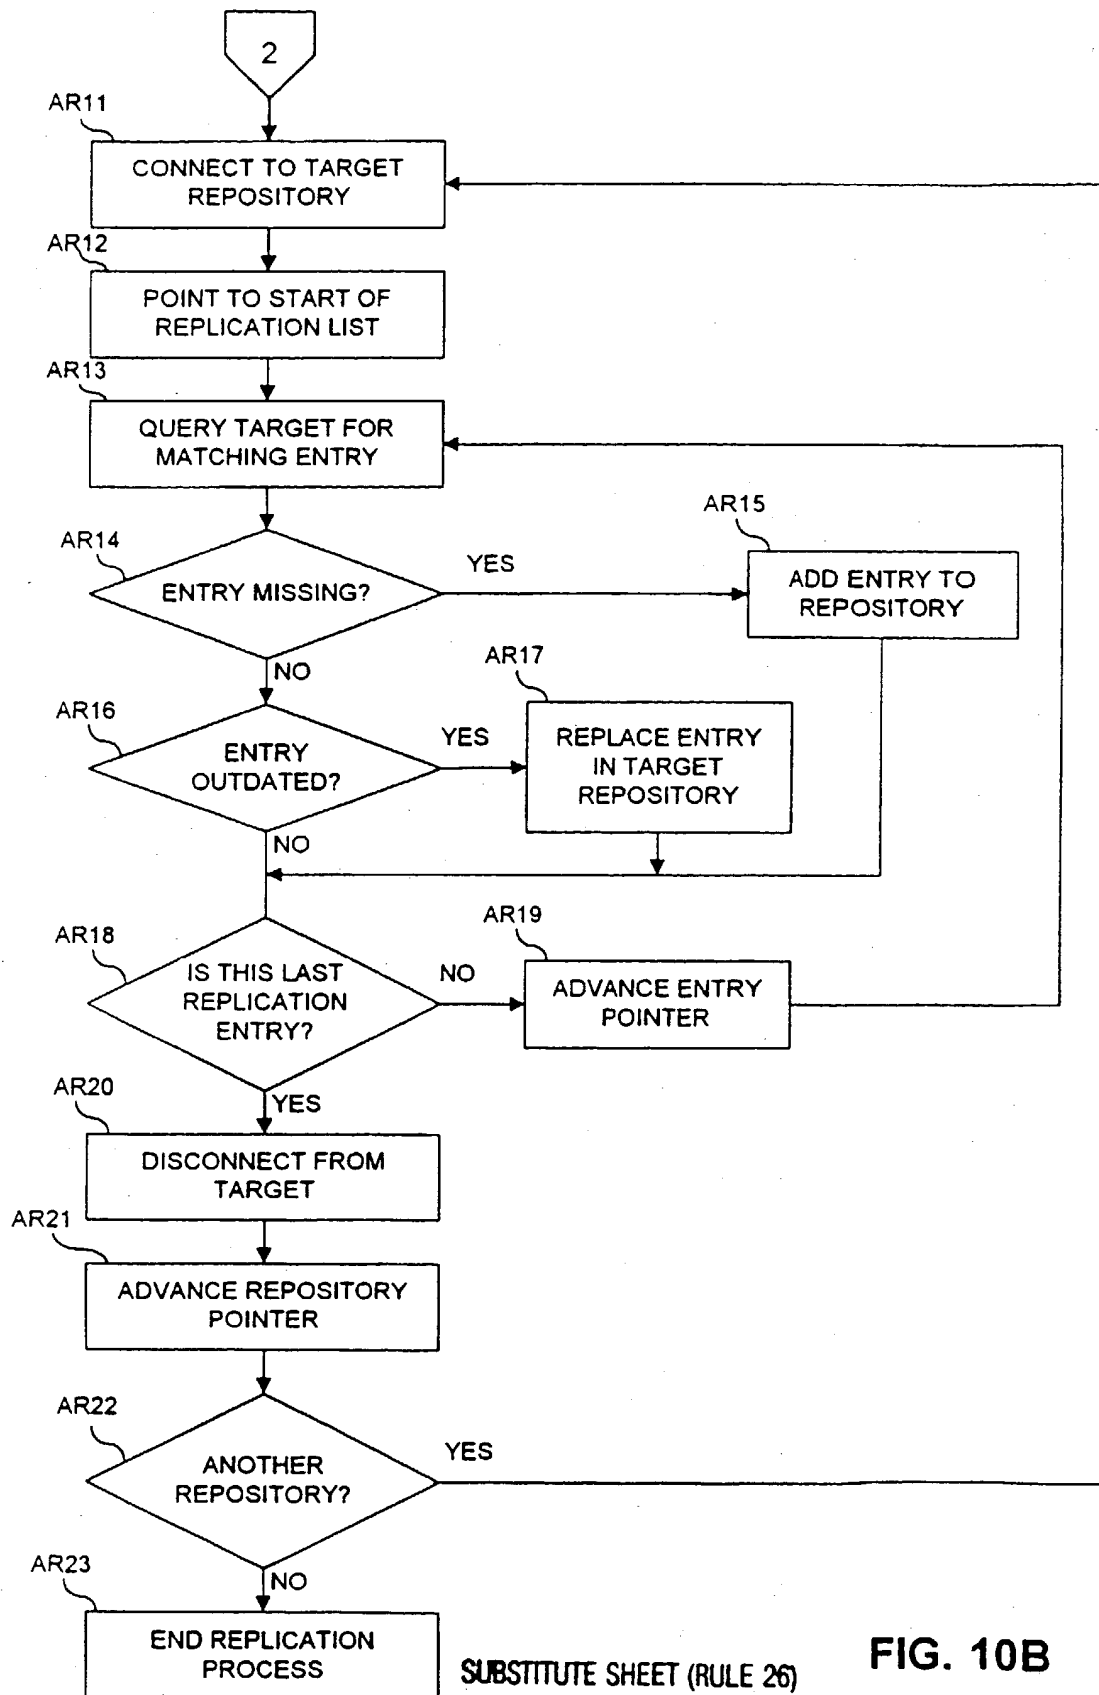 2
AR11
CONNECT TO TARGET
REPOSITORY
AR12
POINT TO START OF
REPLICATION LIST
AR13
QUERY TARGET FOR
MATCHING ENTRY
AR14
ENTRY MISSING?
YES
AR15
ADD ENTRY TO
REPOSITORY
NO
AR16
ENTRY
OUTDATED?
YES
AR17
REPLACE ENTRY
IN TARGET
REPOSITORY
NO
AR18
IS THIS LAST
REPLICATION
ENTRY?
NO
AR19
ADVANCE ENTRY
POINTER
YES
AR20
DISCONNECT FROM
TARGET
AR21
ADVANCE REPOSITORY
POINTER
AR22
ANOTHER
REPOSITORY?
YES
NO
AR23
END REPLICATION
PROCESS
SUBSTITUTE SHEET (RULE 26)
FIG. 10B